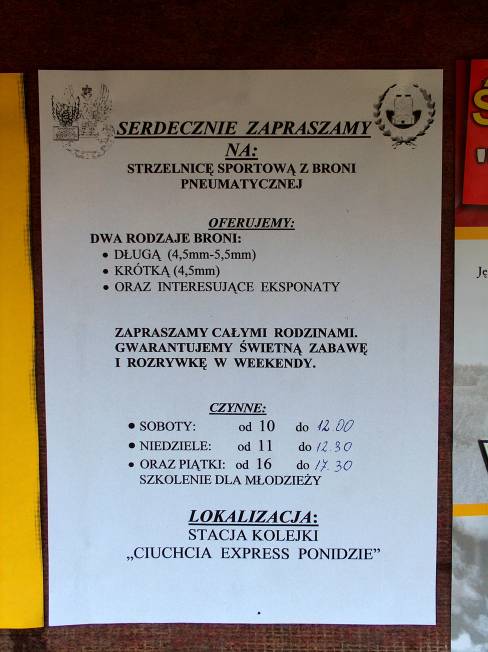 SERDECZNIE ZAPRASZAMY
NA:
STRZELNICĘ SPORTOWĄ Z BRONI
PNEUMATYCZNEJ
OFERUJEMY:
DWA RODZAJE BRONI:
• DŁUGĄ (4,5mm-5,5mm)
• KRÓTKĄ (4,5mm)
• ORAZ INTERESUJĄCE EKSPONATY
ZAPRASZAMY CAŁYMI RODZINAMI.
GWARANTUJEMY ŚWIETNĄ ZABAWĘ
I ROZRYWKĘ W WEEKENDY.
CZYNNE:
• SOBOTY: od 10 do 12.00
• NIEDZIELE: od 11 do 12.30
• ORAZ PIĄTKI: od 16 do 17.30
SZKOLENIE DLA MŁODZIEŻY
LOKALIZACJA:
STACJA KOLEJKI
„CIUCHCIA EXPRESS PONIDZIE”
Ję